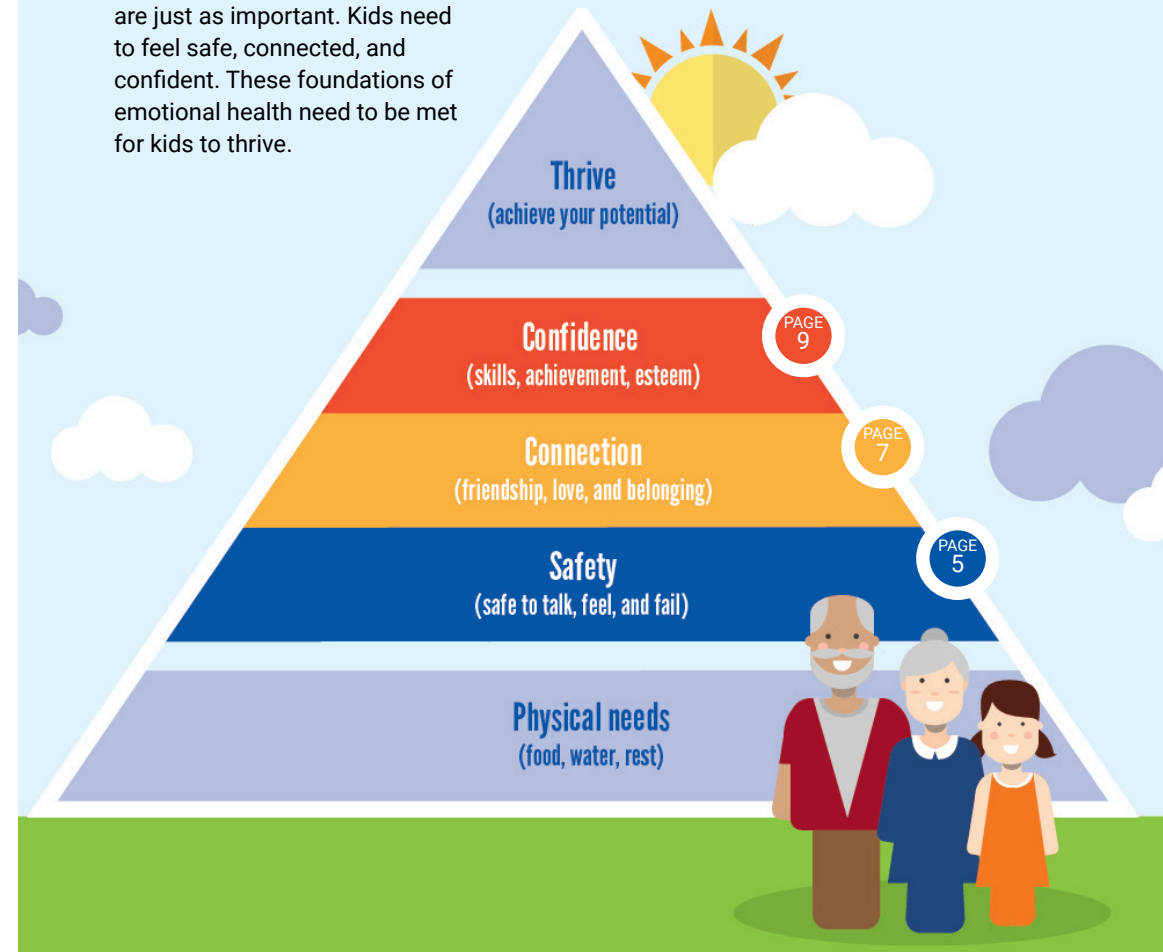 are just as important. Kids need
to feel safe, connected, and
confident. These foundations of
emotional health need to be met
for kids to thrive.
Thrive
(achieve your potential)
Confidence
(skills, achievement, esteem)
PAGE
9
Connection
(friendship, love, and belonging)
PAGE
7
Safety
(safe to talk, feel, and fail)
PAGE
5
Physical needs
(food, water, rest)